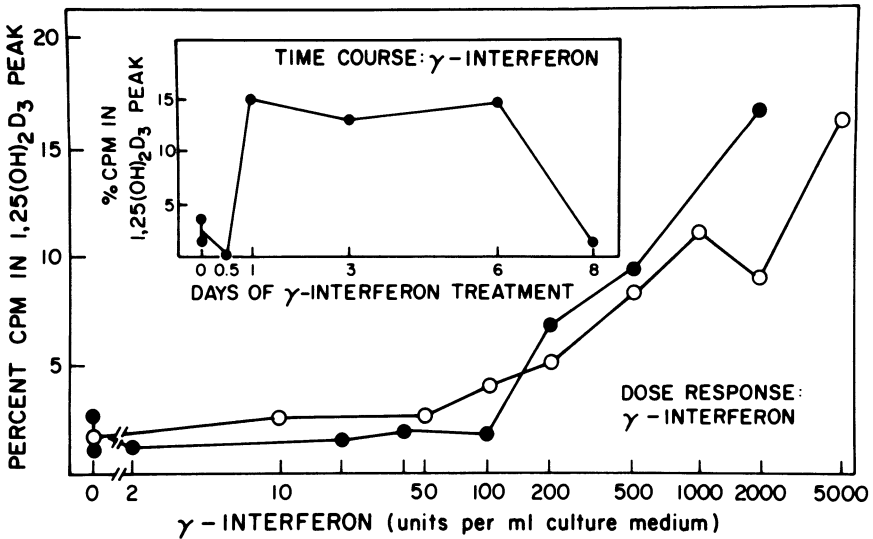 PERCENT CPM IN 1,25(OH)₂D₃ PEAK
20
15
10
5
TIME COURSE: γ-INTERFERON
% CPM IN
1,25(OH)₂D₃ PEAK
15
10
5
0 0.5 1 3 6 8
DAYS OF γ-INTERFERON TREATMENT
DOSE RESPONSE:
γ-INTERFERON
0 2 10 50 100 200 500 1000 2000 5000
γ-INTERFERON (units per ml culture medium)